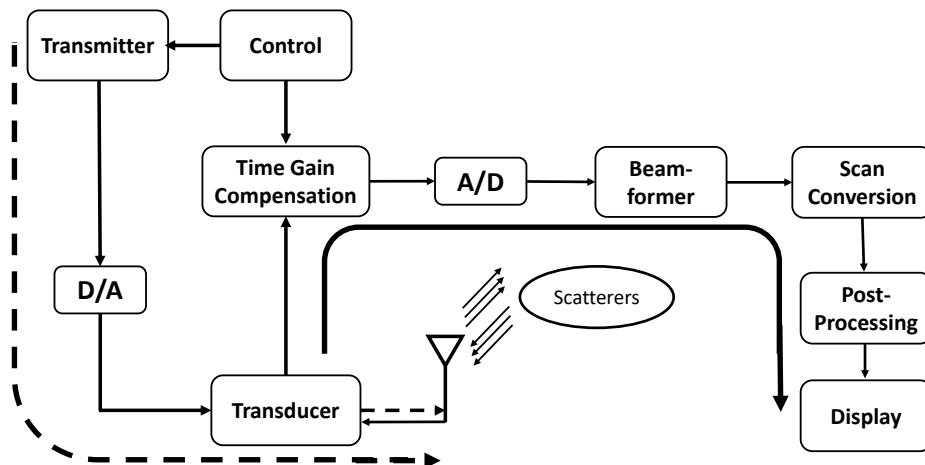 Transmitter
Control
Time Gain
Compensation
A/D
Beam-
former
Scan
Conversion
D/A
Scatterers
Post-
Processing
Transducer
Display